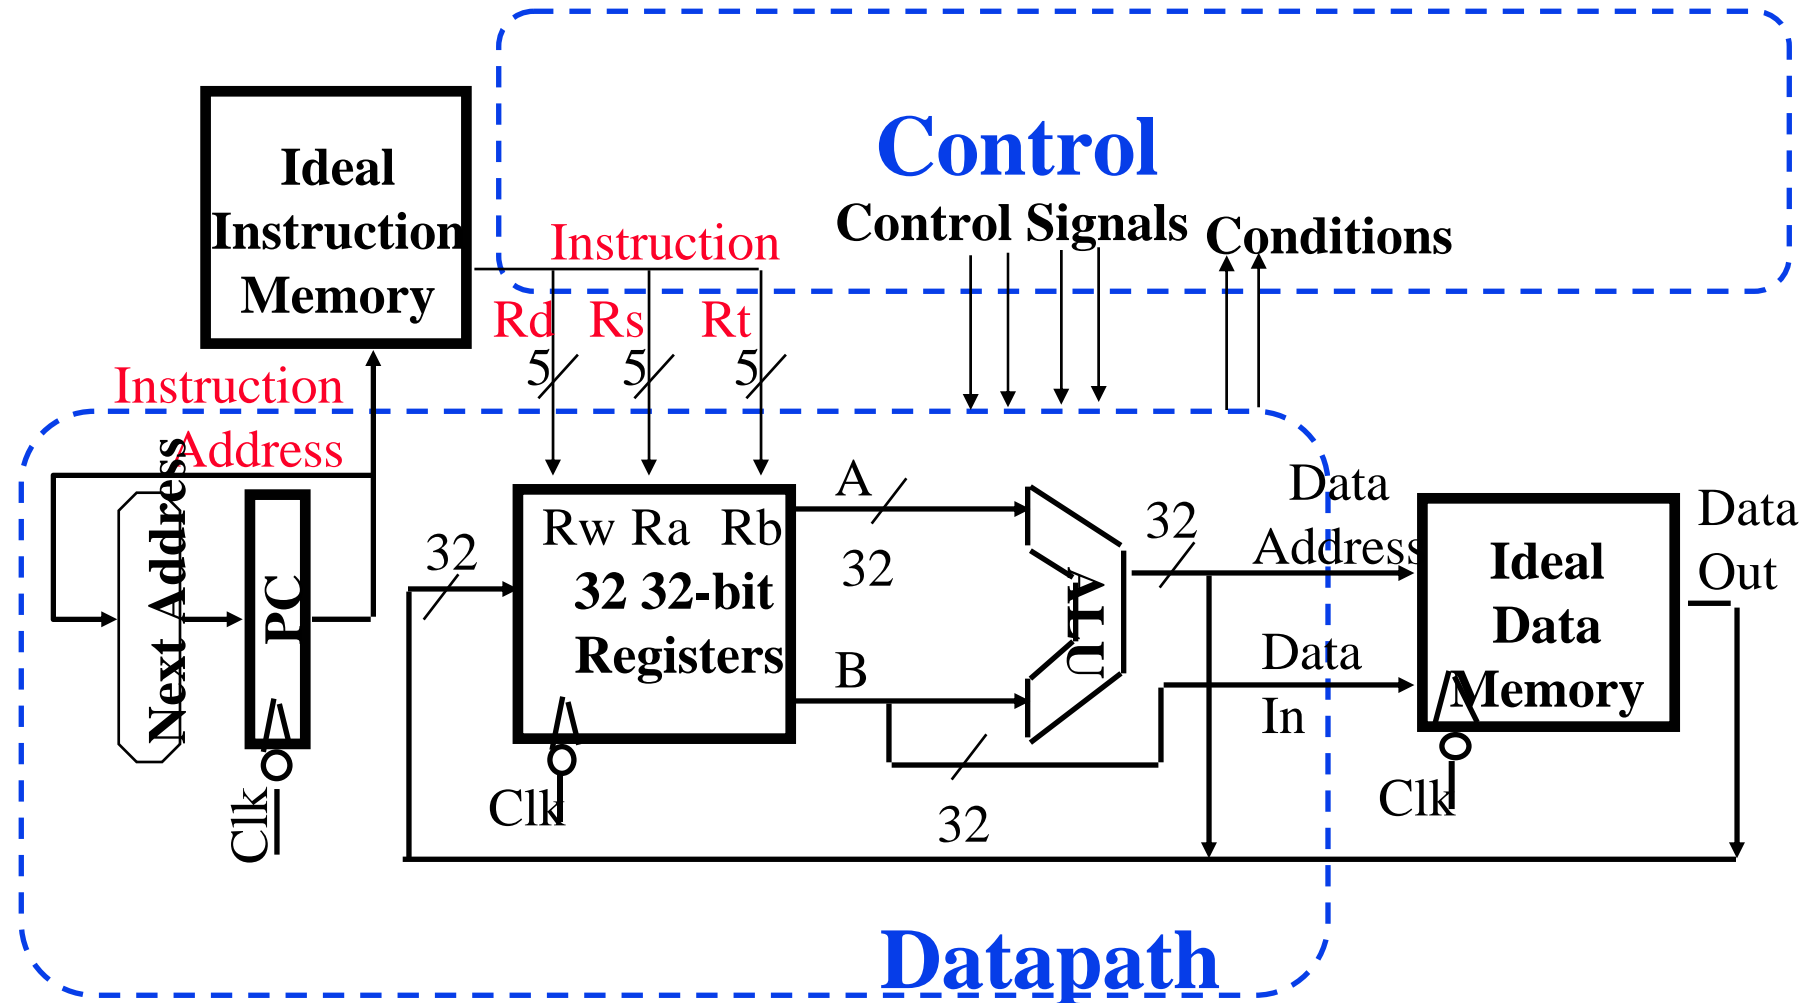 Control
Ideal
Instruction
Memory
Control Signals
Conditions
Instruction
Rd
Rs
Rt
5
5
5
Instruction
Address
Next Address
PC
Clk
32
Rw Ra Rb
32 32-bit
Registers
Clk
A
32
B
32
ALU
32
Data
Address
Data
In
Ideal
Data
Memory
Clk
Data
Out
Datapath